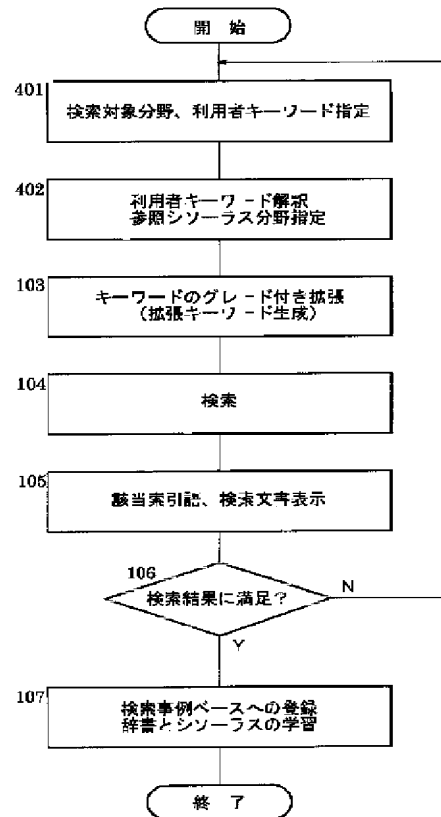 開 始
401
検索対象分野、利用者キーワード指定
402
利用者キーワード解釈
参照シソーラス分野指定
103
キーワードのグレード付き拡張
(拡張キーワード生成)
104
検索
105
該当索引語、検索文書表示
106
検索結果に満足?
N
Y
107
検索事例ベースへの登録
辞書とシソーラスの学習
終 了